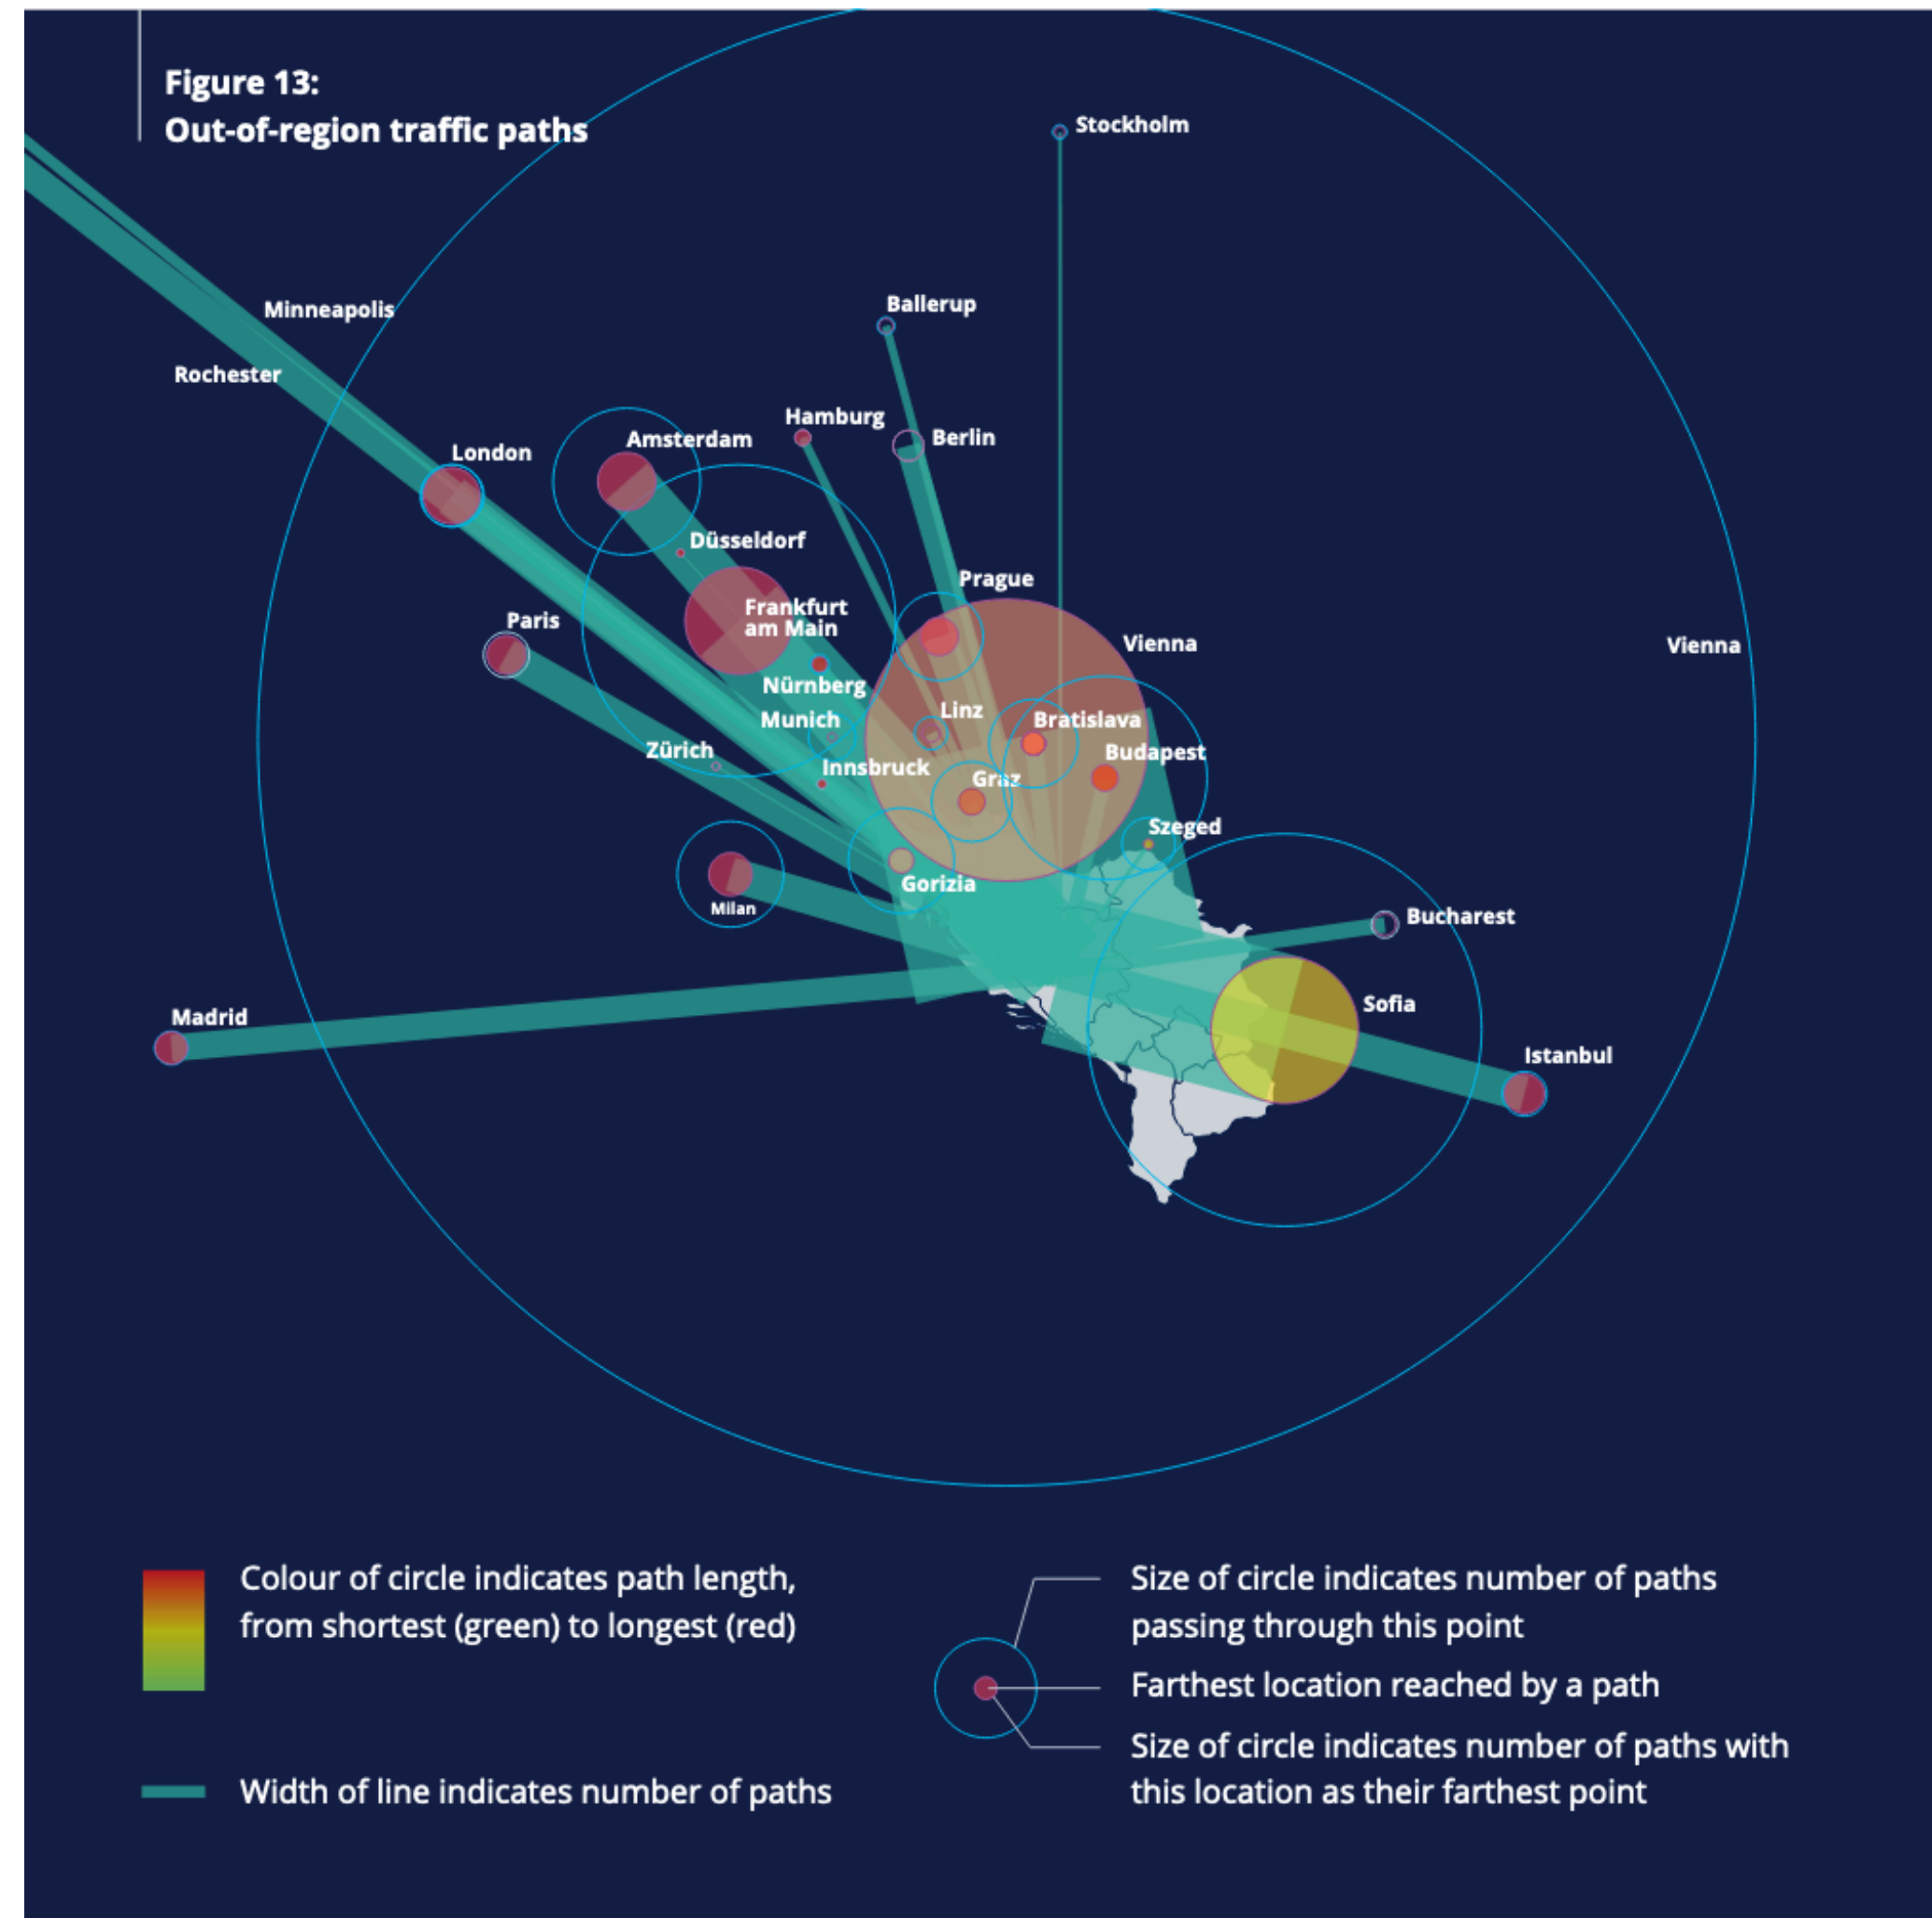 Figure 13:
Out-of-region traffic paths
Stockholm
Minneapolis
Ballerup
Rochester
Hamburg
Berlin
Amsterdam
London
Düsseldorf
Prague
Frankfurt
am Main
Paris
Vienna
Vienna
Nürnberg
Linz
Munich
Bratislava
Zürich
Budapest
Innsbruck
Graz
Szeged
Gorizia
Milan
Bucharest
Sofia
Madrid
Istanbul
Colour of circle indicates path length,
from shortest (green) to longest (red)
Width of line indicates number of paths
Size of circle indicates number of paths
passing through this point
Farthest location reached by a path
Size of circle indicates number of paths with
this location as their farthest point